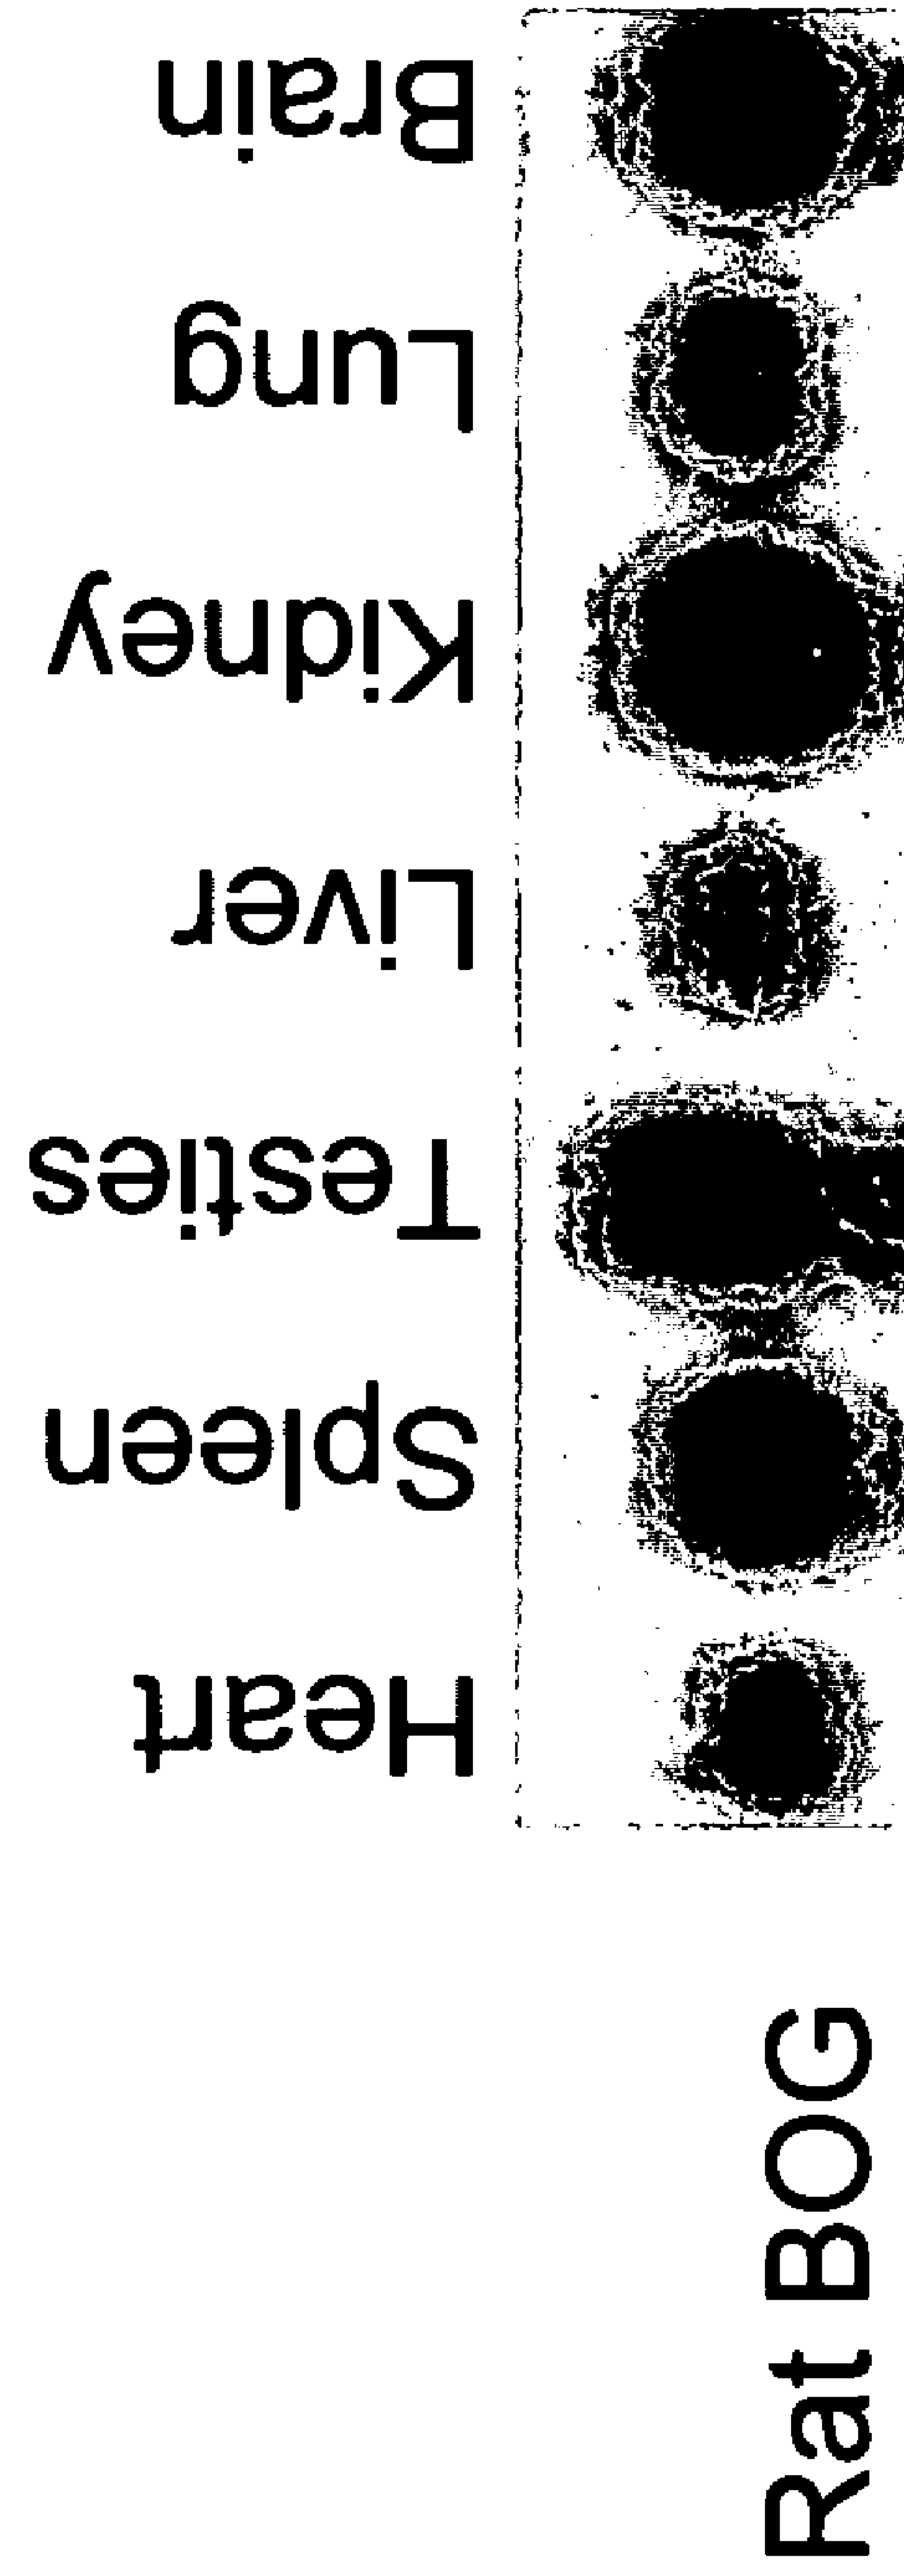 Brain
Lung
Kidney
Liver
Testies
Spleen
Heart
Rat BOG